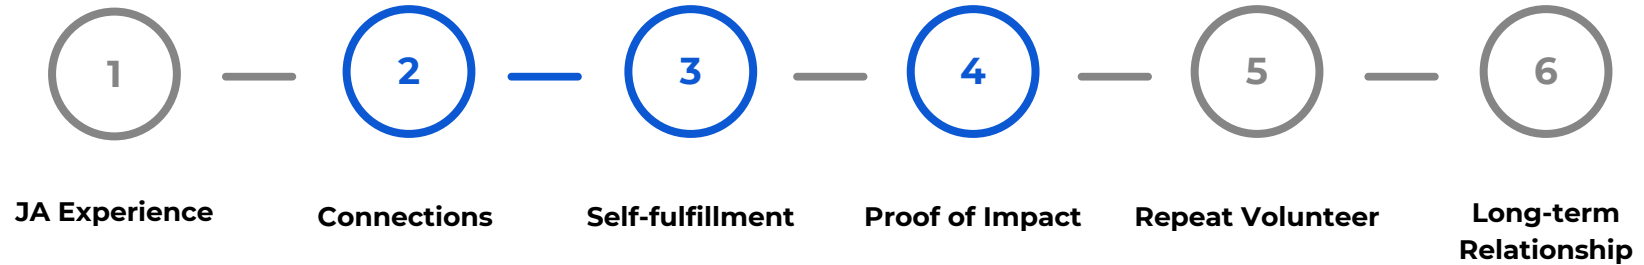 1
2
3
4
5
6
JA Experience
Connections
Self-fulfillment
Proof of Impact
Repeat Volunteer
Long-term
Relationship